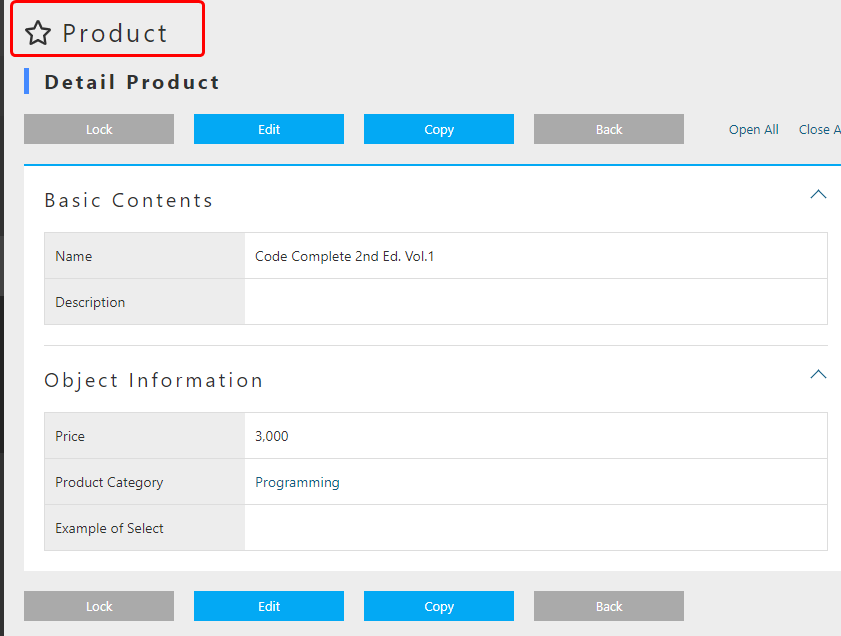 Product
Detail Product
Lock Edit Copy Back Open All Close A
Basic Contents
Name Code Complete 2nd Ed. Vol.1
Description
Object Information
Price 3,000
Product Category Programming
Example of Select
Lock Edit Copy Back